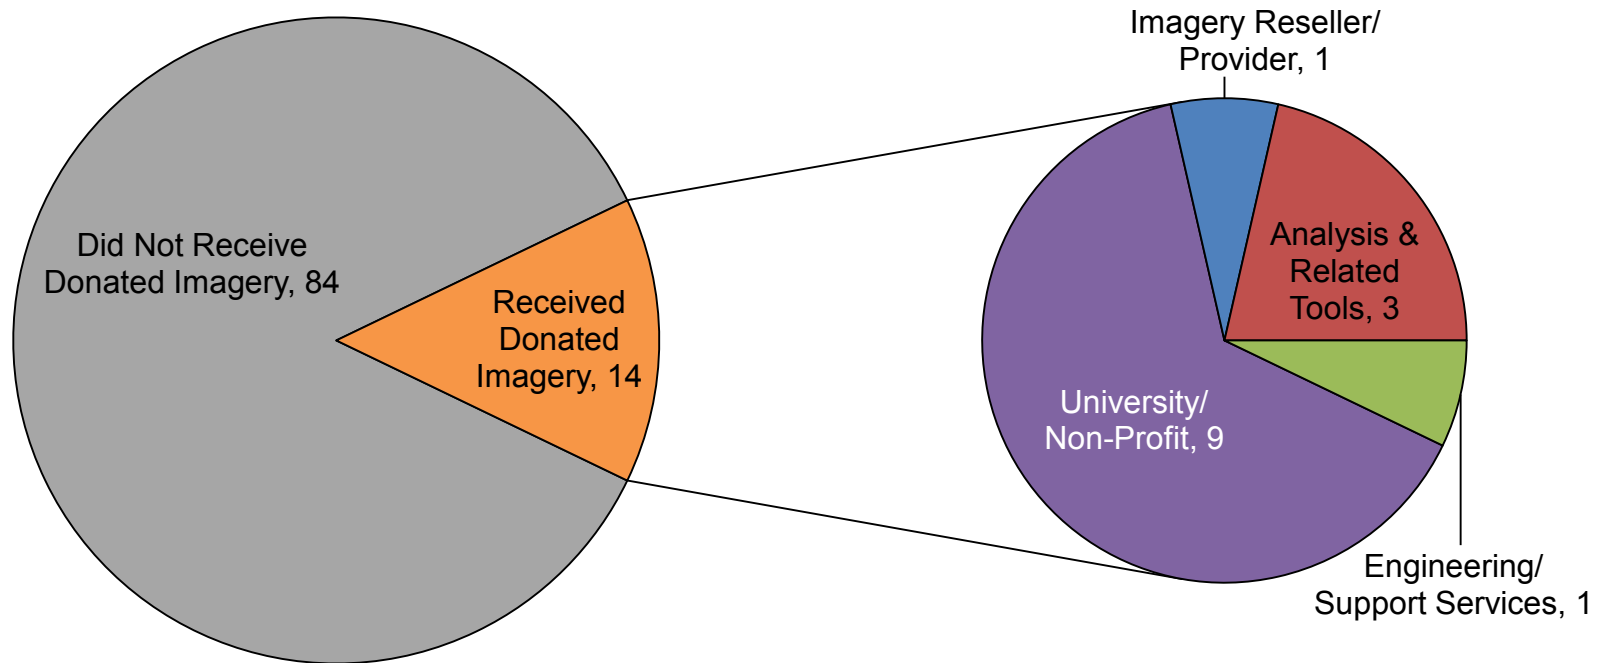 Did Not Receive
Donated Imagery, 84
Received
Donated
Imagery, 14
Imagery Reseller/
Provider, 1
Analysis &
Related
Tools, 3
University/
Non-Profit, 9
Engineering/
Support Services, 1